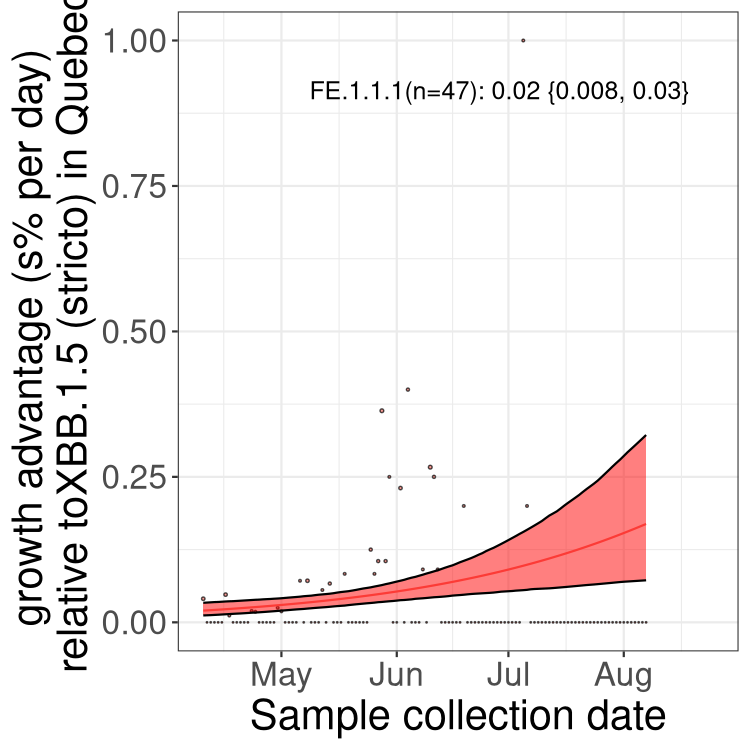 growth advantage (s% per day)
relative toXBB.1.5 (stricto) in Quebec
1.00
0.75
0.50
0.25
0.00
FE.1.1.1(n=47): 0.02 {0.008, 0.03}
May Jun Jul Aug
Sample collection date